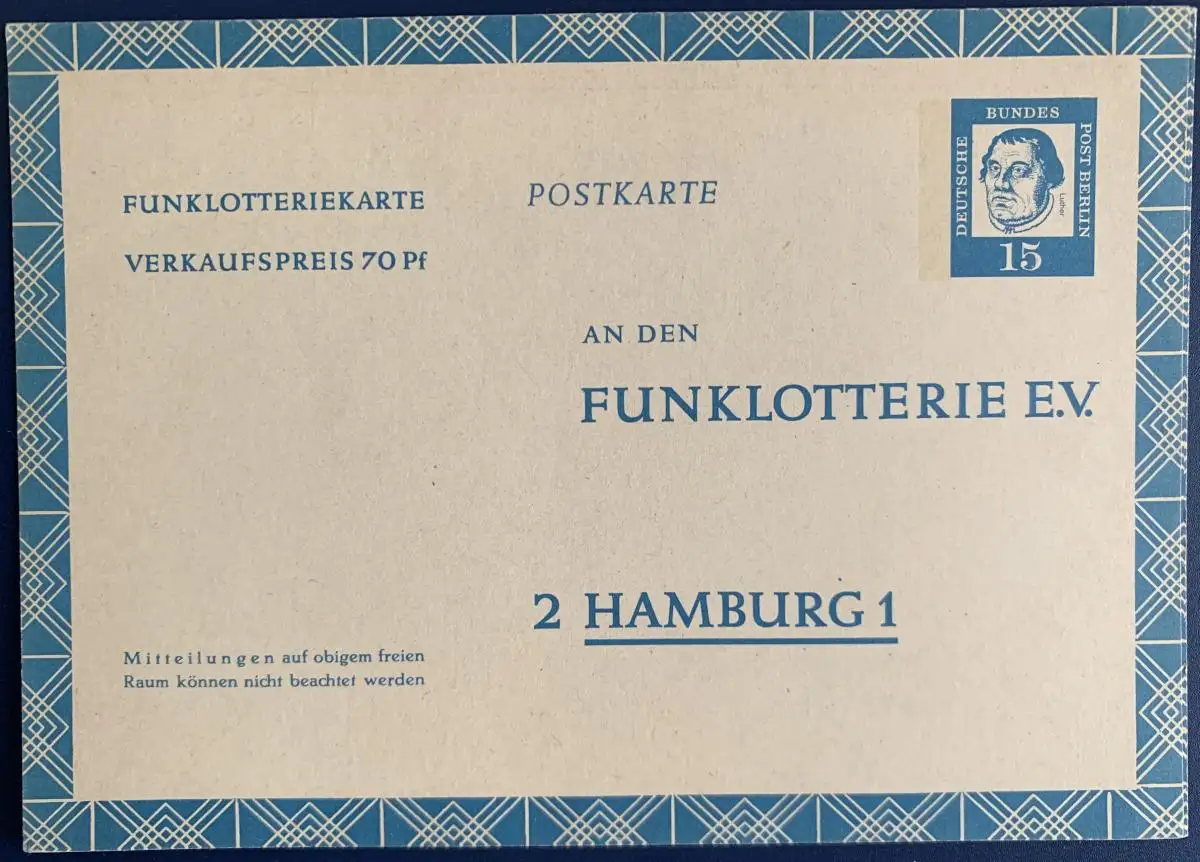 FUNKLOTTERIEKARTE
VERKAUFSPREIS 70 Pf
POSTKARTE
DEUTSCHE
BUNDES
POST BERLIN
Luther
15
AN DEN
FUNKLOTTERIE E.V.
2 HAMBURG 1
Mitteilungen auf obigem freien
Raum können nicht beachtet werden